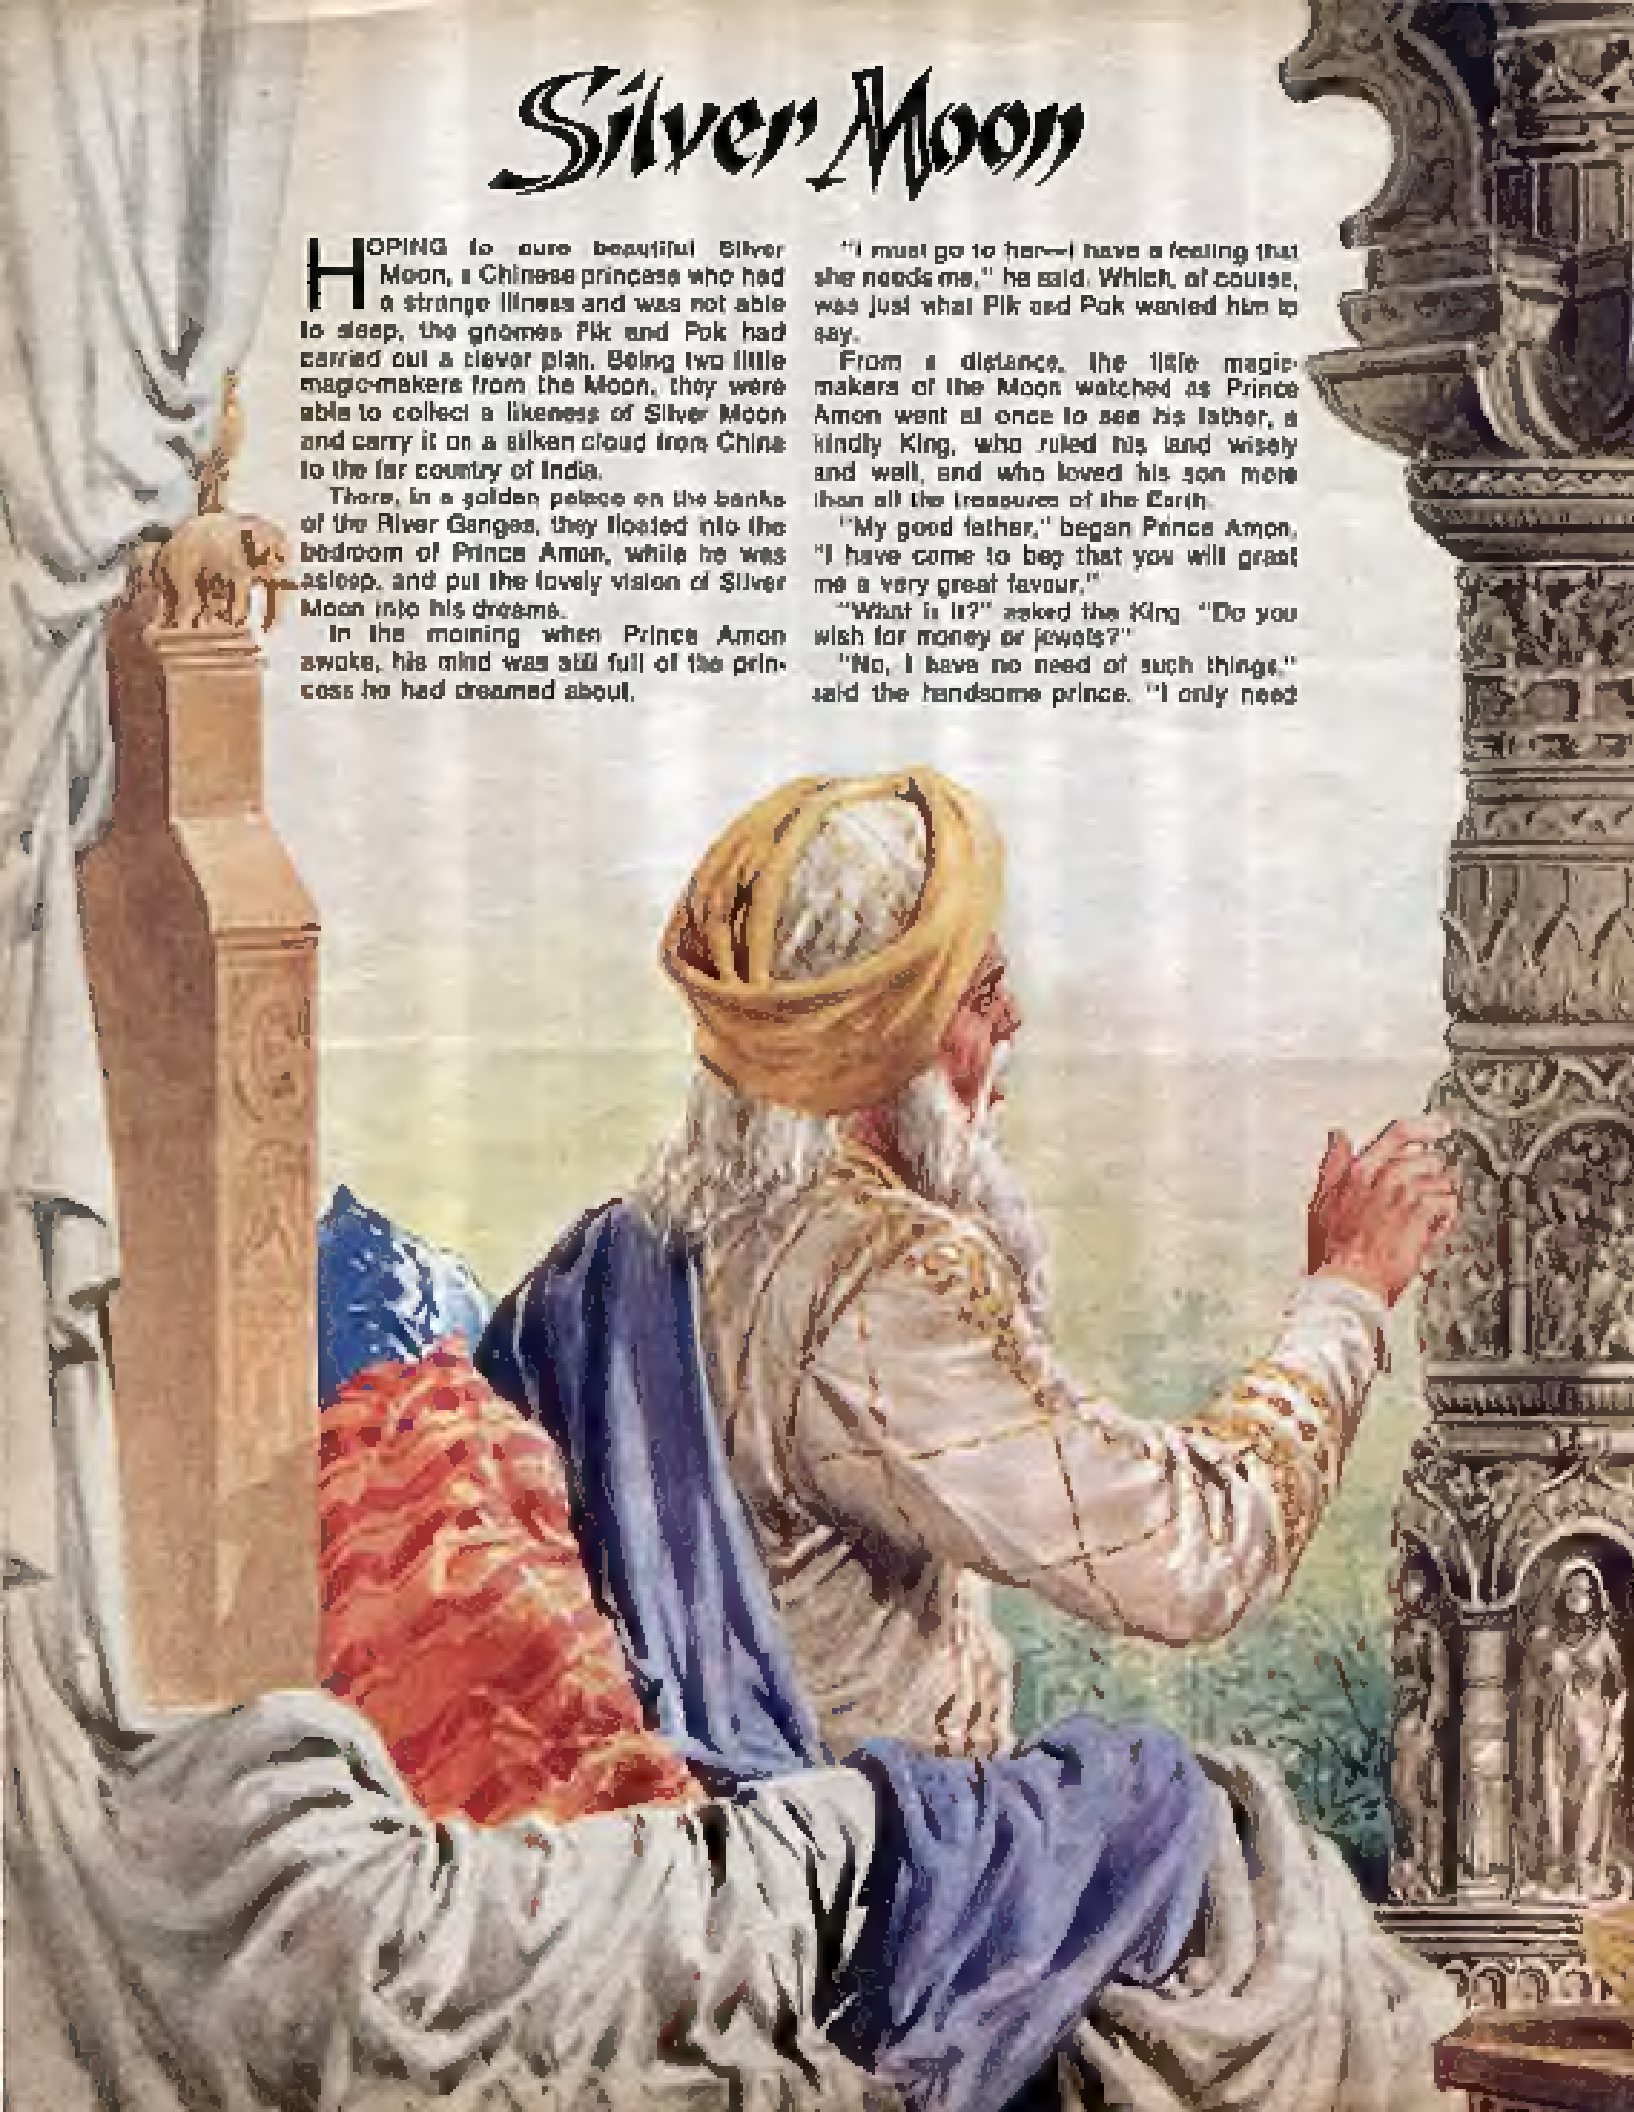 Silver Moon
HOPING to cure beautiful Silver
Moon, a Chinese princess who had
a strange illness and was not able
to sleep, the gnomes Pik and Pok had
carried out a clever plan. Being two little
magic-makers from the Moon, they were
able to collect a likeness of Silver Moon
and carry it on a silken cloud from China
to the far country of India.
There, in a golden palace on the banks
of the River Ganges, they floated into the
bedroom of Prince Amon, while he was
asleep, and put the lovely vision of Silver
Moon into his dreams.
In the morning when Prince Amon
awoke, his mind was still full of the prin-
cess he had dreamed about.
"I must go to her—I have a feeling that
she needs me," he said. Which, of course,
was just what Pik and Pok wanted him to
say.
From a distance, the little magic-
makers of the Moon watched as Prince
Amon went at once to see his father, a
kindly King, who ruled his land wisely
and well, and who loved his son more
than all the treasures of the Earth.
"My good father," began Prince Amon,
"I have come to beg that you will grant
me a very great favour."
"What is it?" asked the King. "Do you
wish for money or jewels?"
"No, I have no need of such things,"
said the handsome prince. "I only need